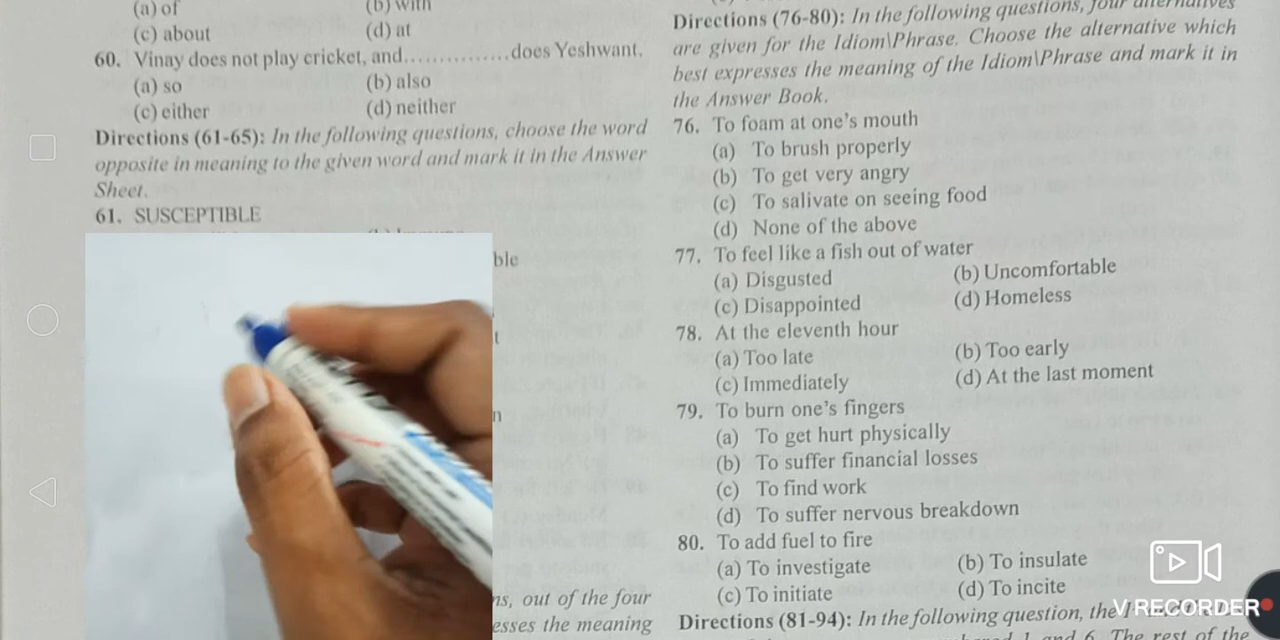 (a) of
(b) with
(c) about
(d) at
60. Vinay does not play cricket, and...............does Yeshwant.
(a) so
(b) also
(c) either
(d) neither
Directions (61-65): In the following questions, choose the word
opposite in meaning to the given word and mark it in the Answer
Sheet.
61. SUSCEPTIBLE
ble
t
n
ns, out of the four
esses the meaning
Directions (76-80): In the following questions, four alternatives
are given for the Idiom\Phrase. Choose the alternative which
best expresses the meaning of the Idiom\Phrase and mark it in
the Answer Book.
76. To foam at one's mouth
(a) To brush properly
(b) To get very angry
(c) To salivate on seeing food
(d) None of the above
77. To feel like a fish out of water
(a) Disgusted
(b) Uncomfortable
(c) Disappointed
(d) Homeless
78. At the eleventh hour
(a) Too late
(b) Too early
(c) Immediately
(d) At the last moment
79. To burn one's fingers
(a) To get hurt physically
(b) To suffer financial losses
(c) To find work
(d) To suffer nervous breakdown
80. To add fuel to fire
(a) To investigate
(b) To insulate
(c) To initiate
(d) To incite
Directions (81-94): In the following question, the
1 and 6. The rest of the
V RECORDER